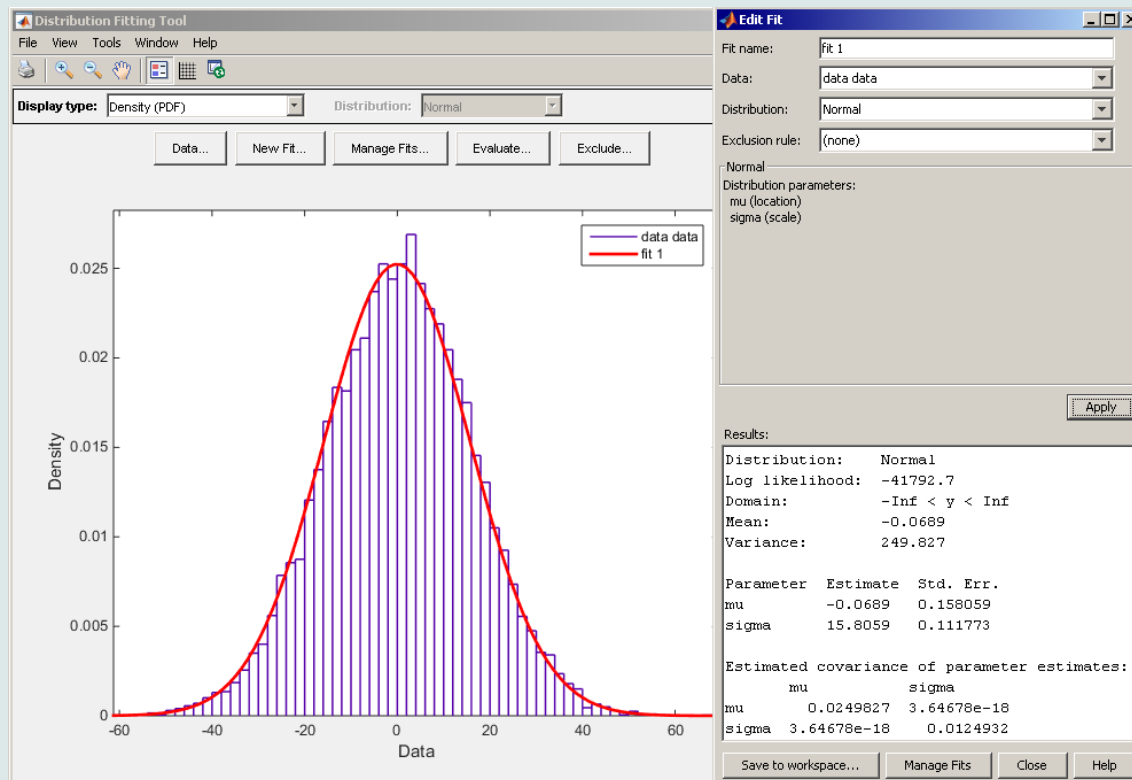 Distribution Fitting Tool
File View Tools Window Help
Display type: Density (PDF) Distribution: Normal
Data... New Fit... Manage Fits... Evaluate... Exclude...
data data
fit 1
0.025
0.02
0.015
0.01
0.005
0
Density
-60 -40 -20 0 20 40 60
Data
Edit Fit
Fit name: fit 1
Data: data data
Distribution: Normal
Exclusion rule: (none)
Normal
Distribution parameters:
mu (location)
sigma (scale)
Apply
Results:
Distribution: Normal
Log likelihood: -41792.7
Domain: -Inf < y < Inf
Mean: -0.0689
Variance: 249.827
Parameter Estimate Std. Err.
mu -0.0689 0.158059
sigma 15.8059 0.111773
Estimated covariance of parameter estimates:
mu sigma
mu 0.0249827 3.64678e-18
sigma 3.64678e-18 0.0124932
Save to workspace... Manage Fits Close Help